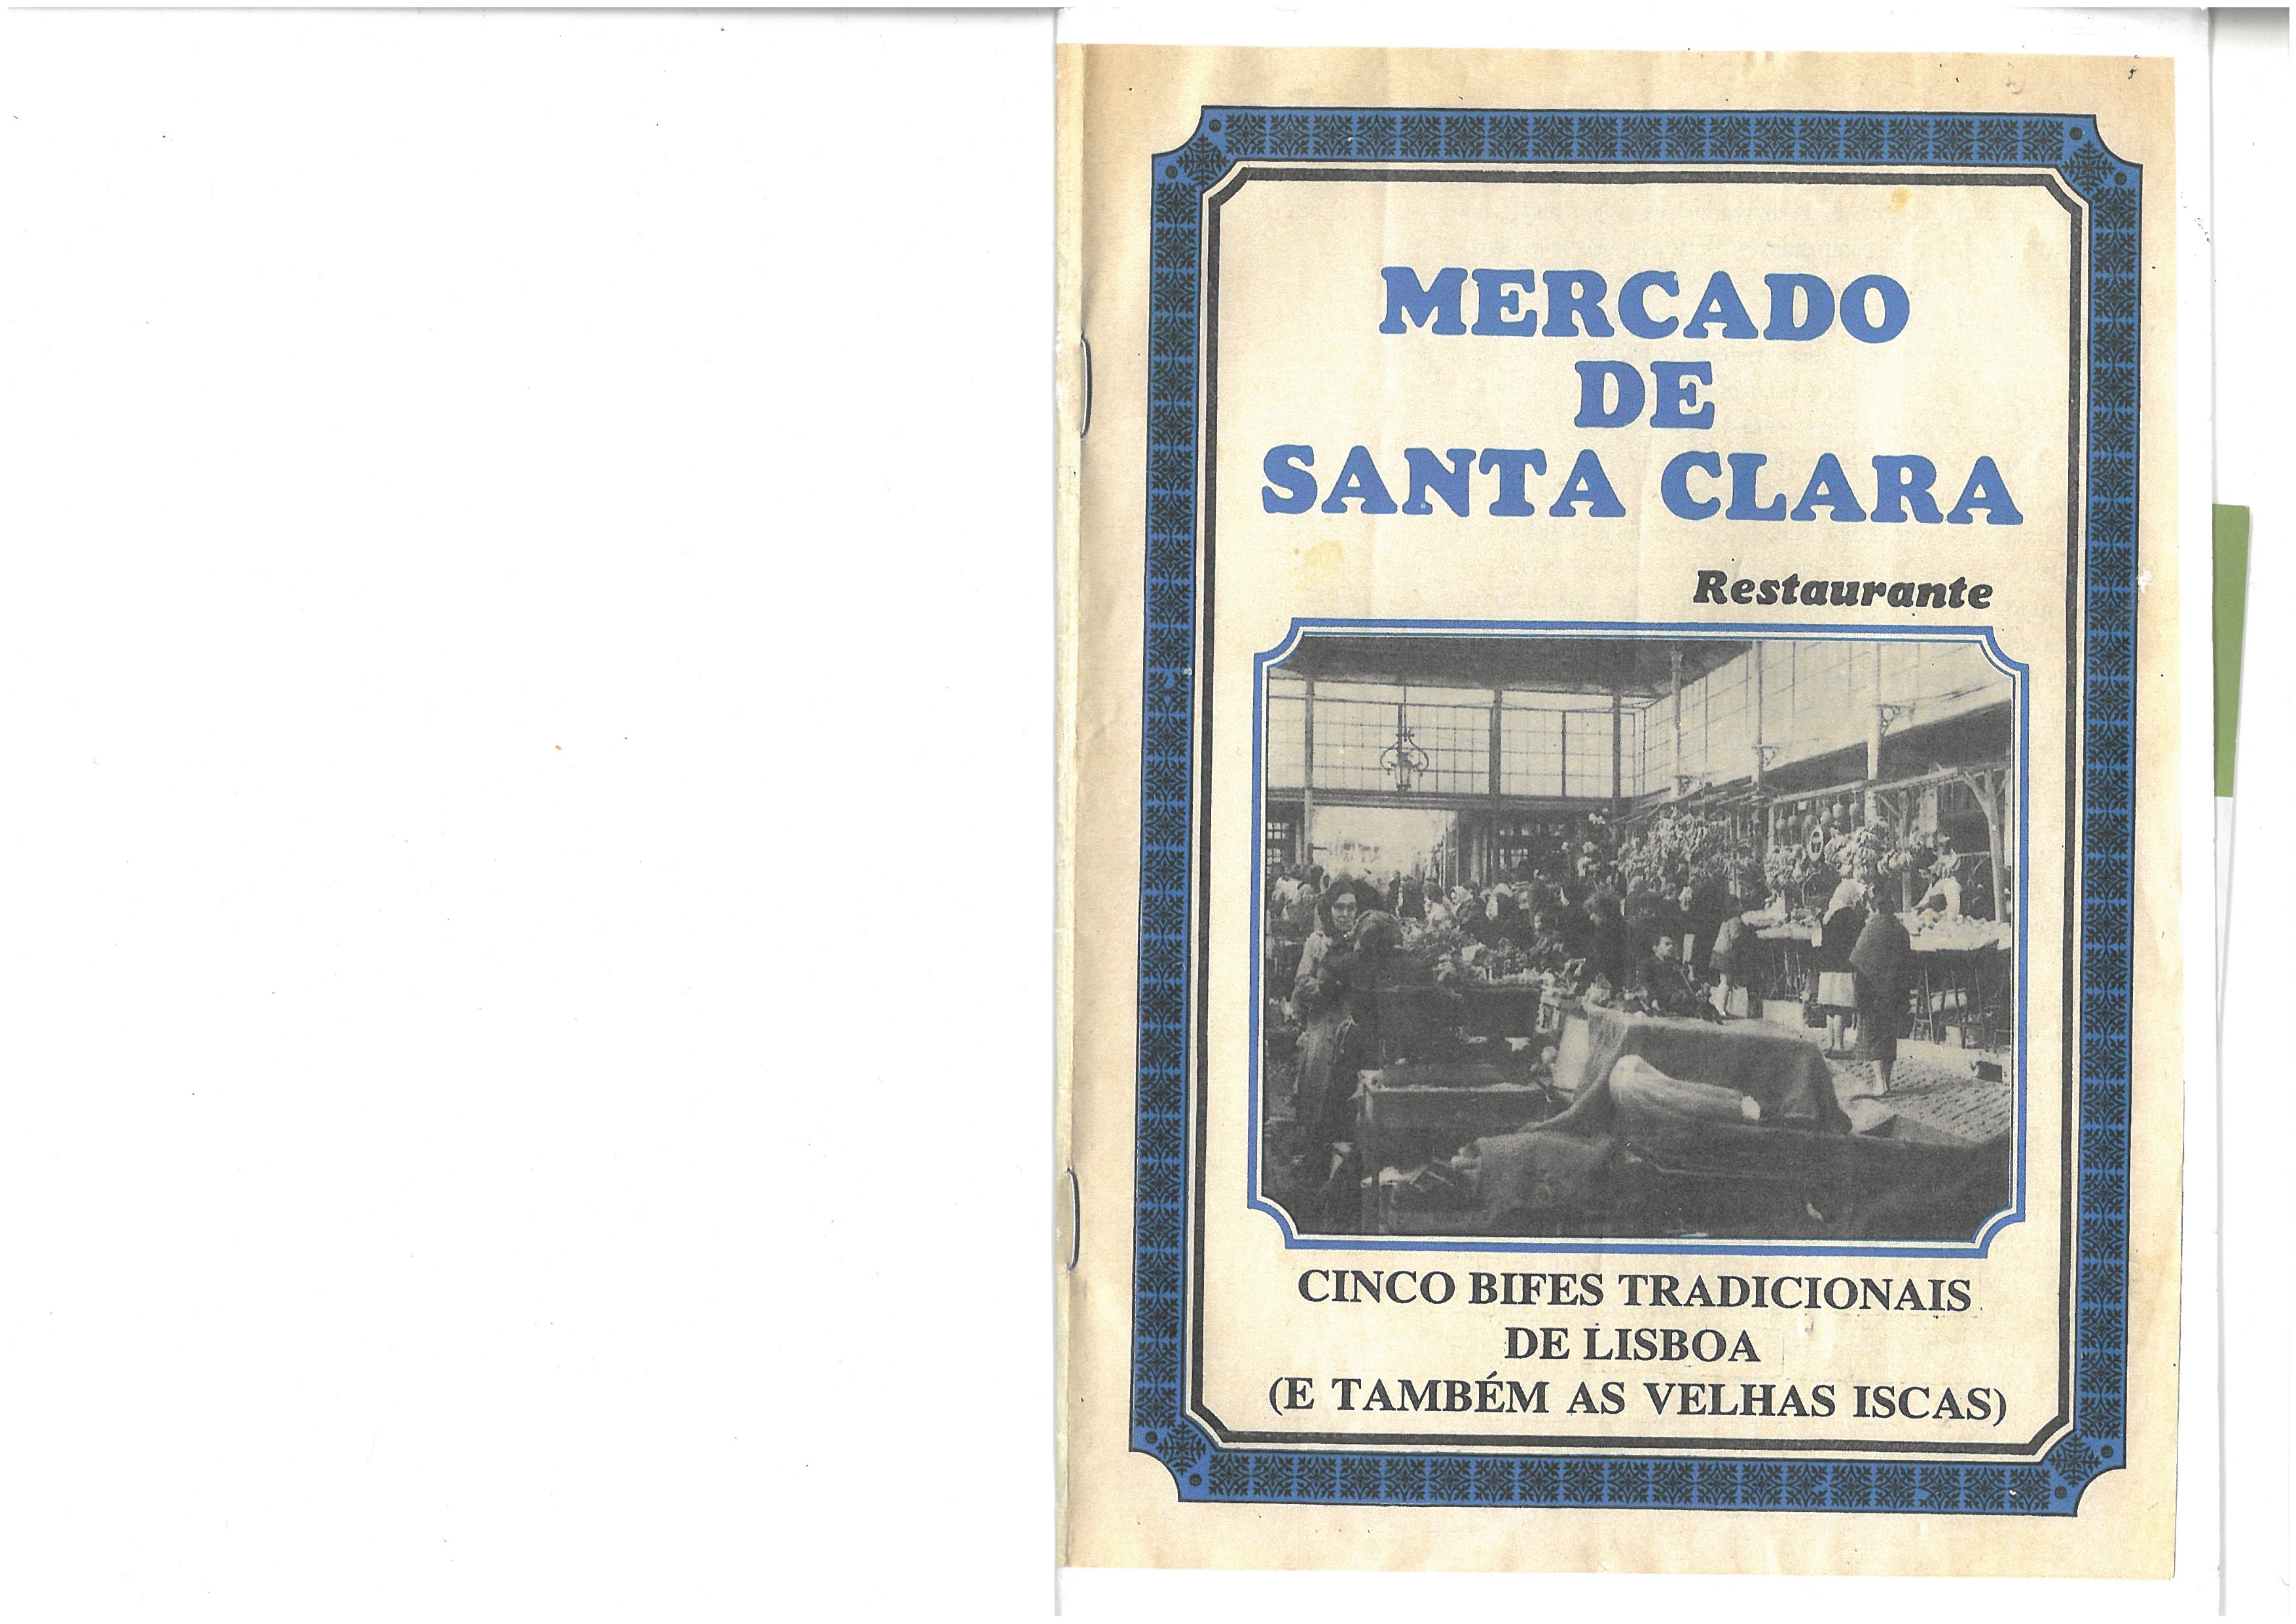 MERCADO
DE
SANTA CLARA
Restaurante
CINCO BIFES TRADICIONAIS
DE LISBOA
(E TAMBÉM AS VELHAS ISCAS)